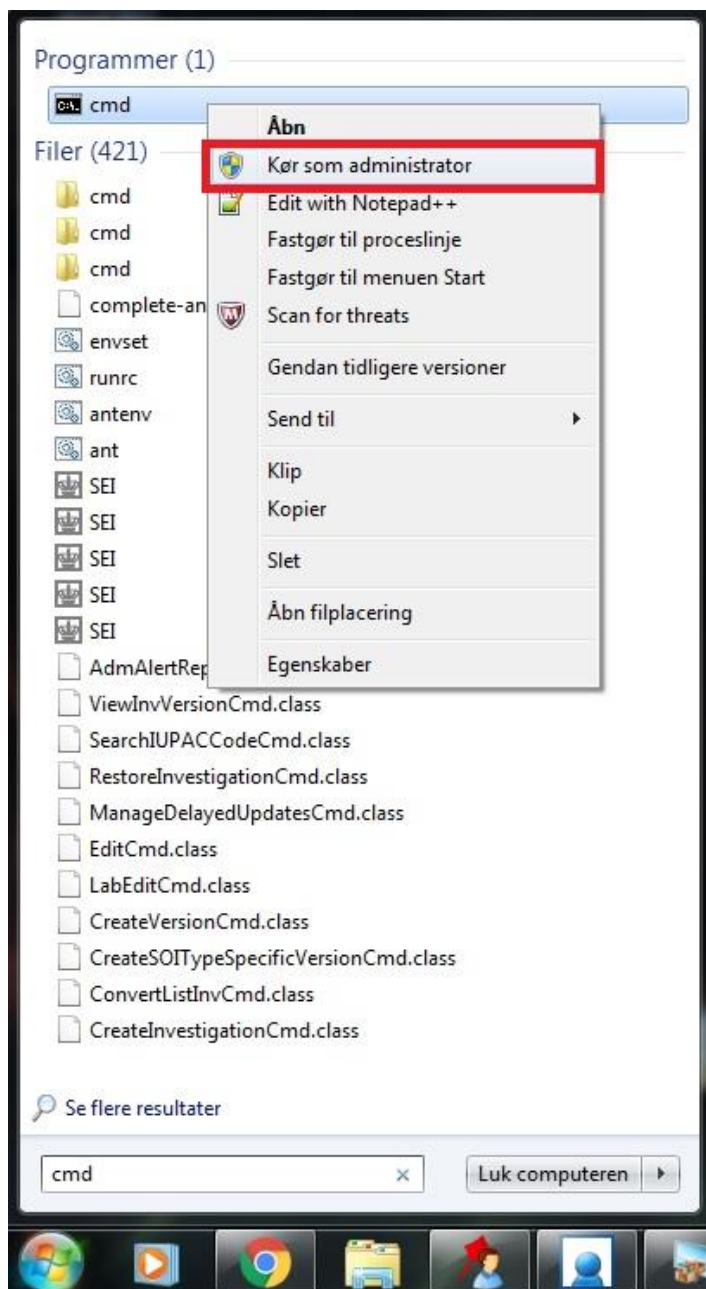 Programmer (1)
cmd
Filer (421)
cmd
cmd
cmd
complete-an
envset
runrc
antenv
ant
SEI
SEI
SEI
SEI
SEI
AdmAlertRep
ViewInvVersionCmd.class
SearchIUPACCodeCmd.class
RestoreInvestigationCmd.class
ManageDelayedUpdatesCmd.class
EditCmd.class
LabEditCmd.class
CreateVersionCmd.class
CreateSOITypeSpecificVersionCmd.class
ConvertListInvCmd.class
CreateInvestigationCmd.class
Åbn
Kør som administrator
Edit with Notepad++
Fastgør til proceslinje
Fastgør til menuen Start
Scan for threats
Gendan tidligere versioner
Send til
Klip
Kopier
Slet
Åbn filplacering
Egenskaber
Se flere resultater
cmd
Luk computeren